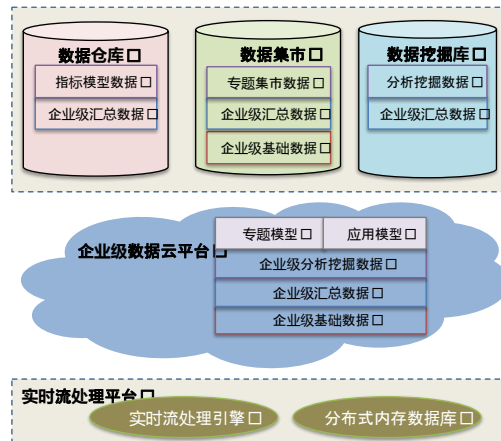 数据仓库
数据集市
数据挖掘库
指标模型数据
专题集市数据
分析挖掘数据
企业级汇总数据
企业级汇总数据
企业级汇总数据
企业级基础数据
专题模型
应用模型
企业级数据云平台
企业级分析挖掘数据
企业级汇总数据
企业级基础数据
实时流处理平台
实时流处理引擎
分布式内存数据库